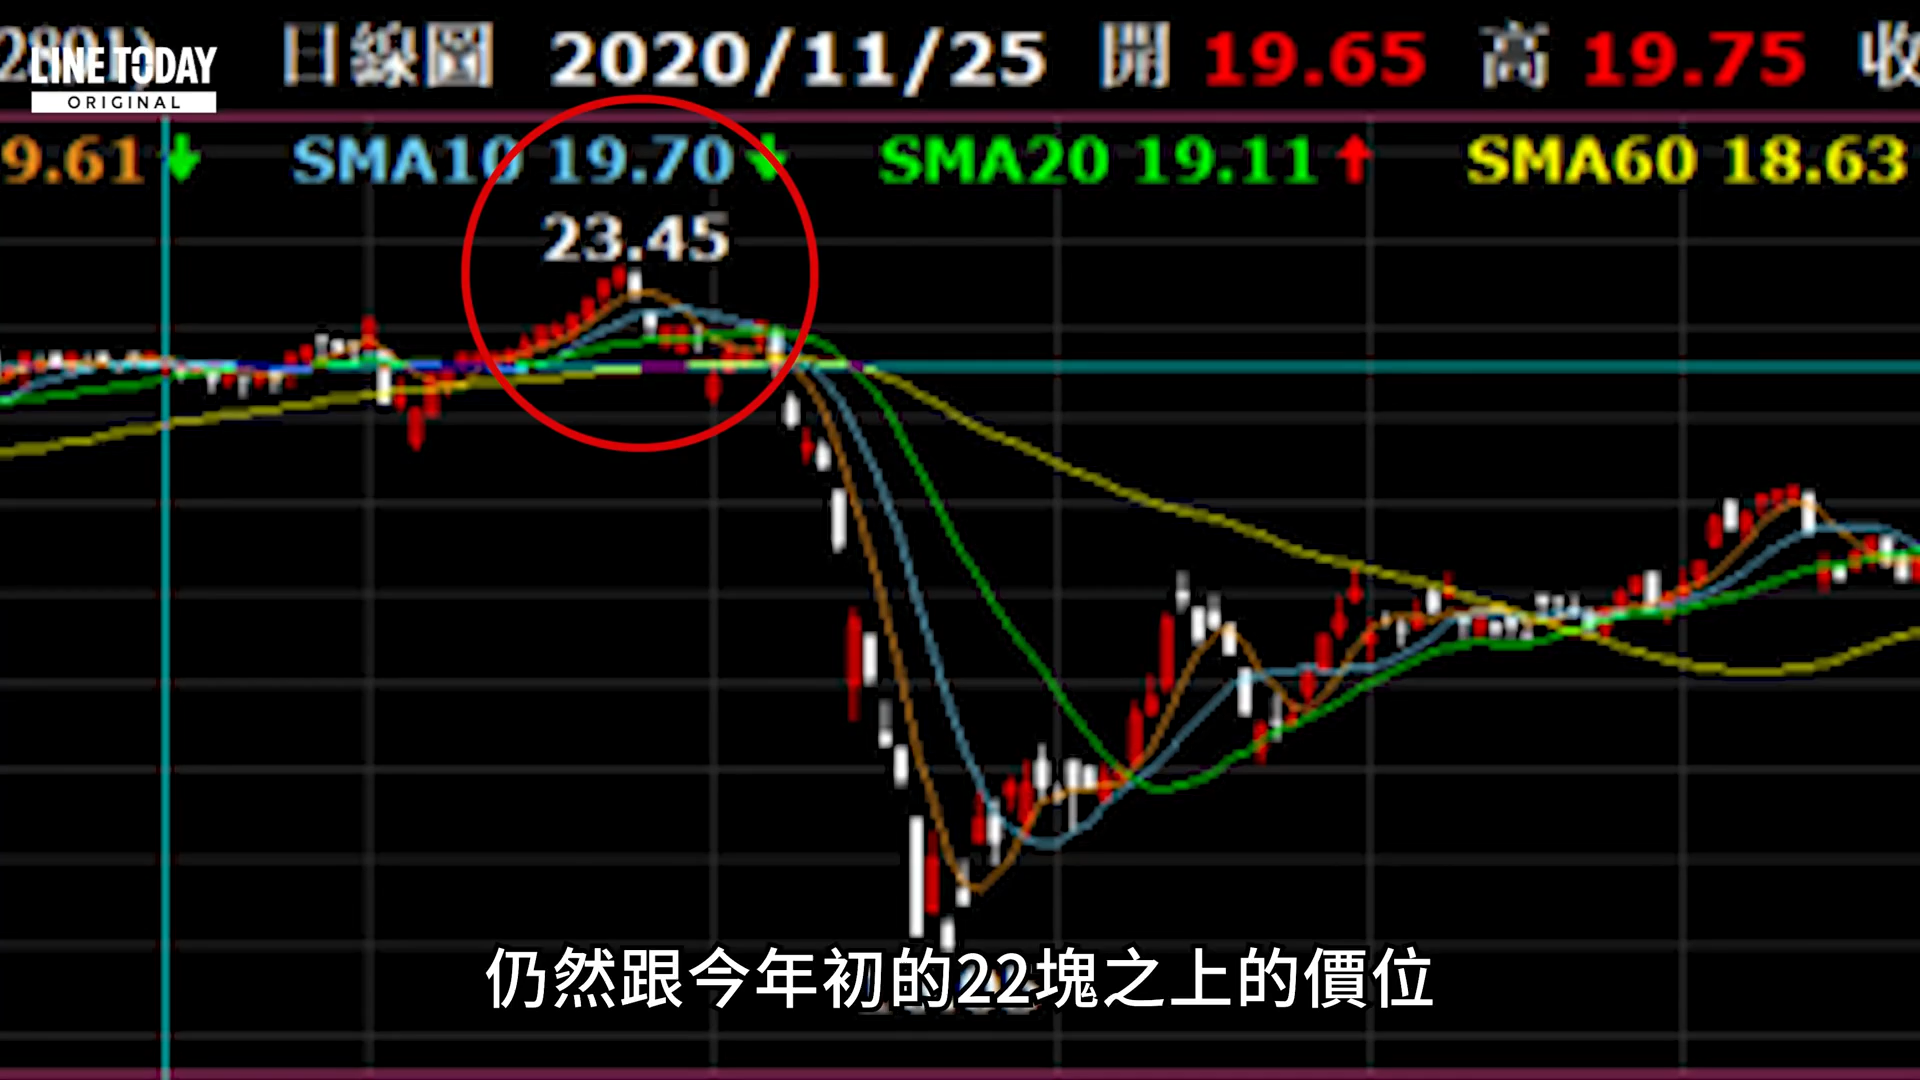 2801) 日線圖 2020/11/25 開 19.65 高 19.75 收
LINE TODAY
ORIGINAL
9.61 SMA10 19.70 SMA20 19.11 SMA60 18.63
23.45
仍然跟今年初的22塊之上的價位